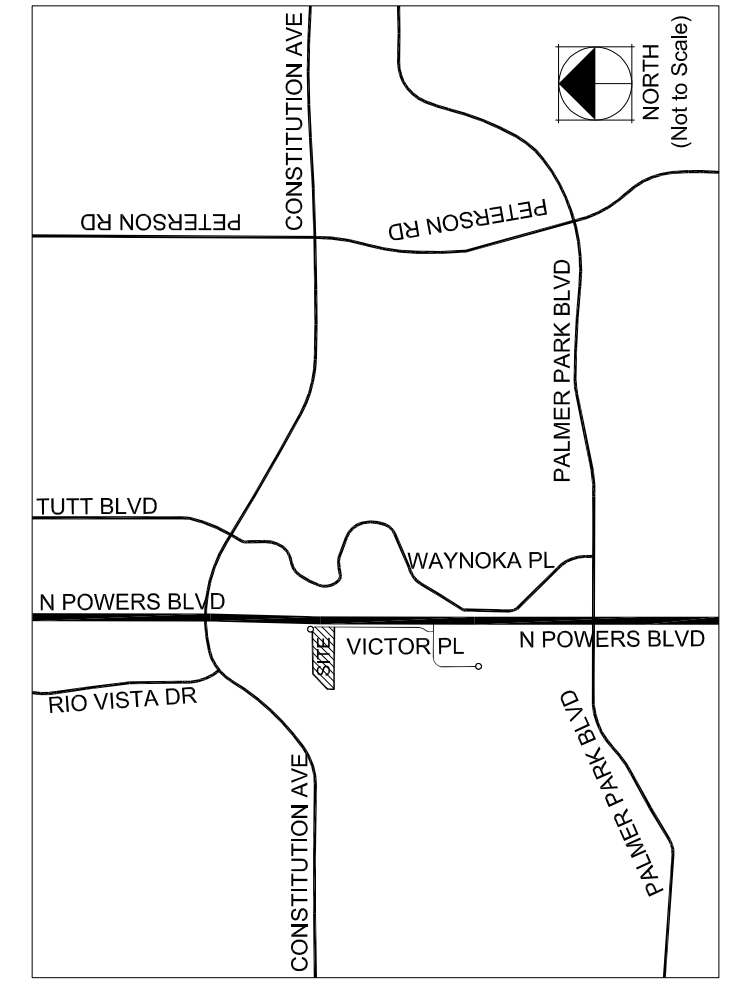 CONSTITUTION AVE
NORTH
(Not to Scale)
PETERSON RD
PETERSON RD
PALMER PARK BLVD
TUTT BLVD
WAYNOKA PL
N POWERS BLVD
N POWERS BLVD
SITE
VICTOR PL
RIO VISTA DR
PALMER PARK BLVD
CONSTITUTION AVE